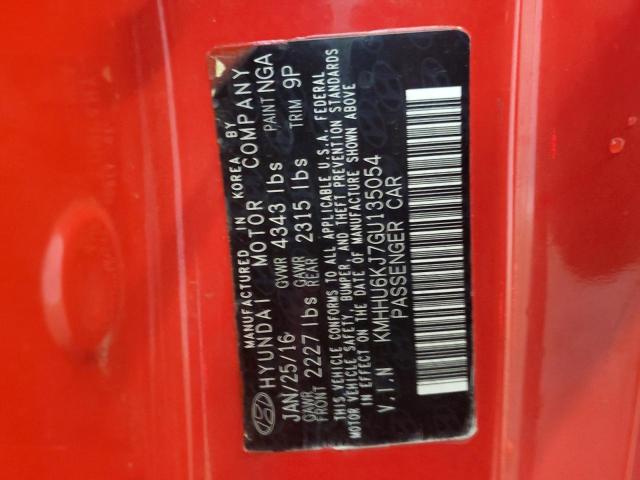 MANUFACTURED IN KOREA BY
HYUNDAI MOTOR COMPANY
JAN/25/16 GVWR 4343 lbs PAINT NGA
GAWR FRONT 2227 lbs GAWR REAR 2315 lbs TRIM 9P
THIS VEHICLE CONFORMS TO ALL APPLICABLE U.S.A. FEDERAL
MOTOR VEHICLE SAFETY, BUMPER, AND THEFT PREVENTION STANDARDS
IN EFFECT ON THE DATE OF MANUFACTURE SHOWN ABOVE
V.I.N KMHHU6KJ7GU135054
PASSENGER CAR